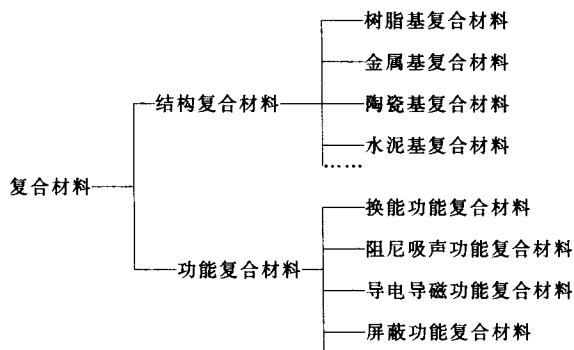 树脂基复合材料
金属基复合材料
结构复合材料
陶瓷基复合材料
水泥基复合材料
……
复合材料
换能功能复合材料
阻尼吸声功能复合材料
功能复合材料
导电导磁功能复合材料
屏蔽功能复合材料